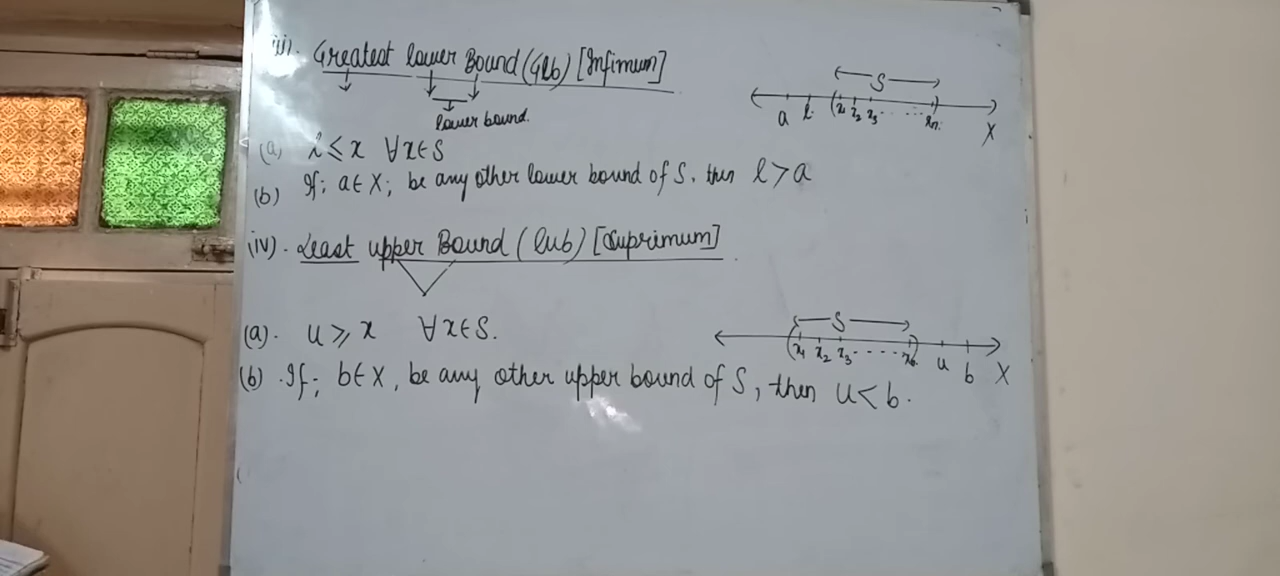 iii). Greatest lower Bound (Glb) [Infimum]
lower bound.
S
a l (x₁ x₂ x₃ ...... xₙ) X
(a) l ≤ x ∀x∈S
(b) If; a∈X; be any other lower bound of S, then l > a
iv). Least upper Bound (lub) [Suprimum]
S
(x₁ x₂ x₃ ..... xₙ) u b X
(a). u ≥ x ∀x∈S.
(b) .If; b∈X, be any other upper bound of S, then u < b.